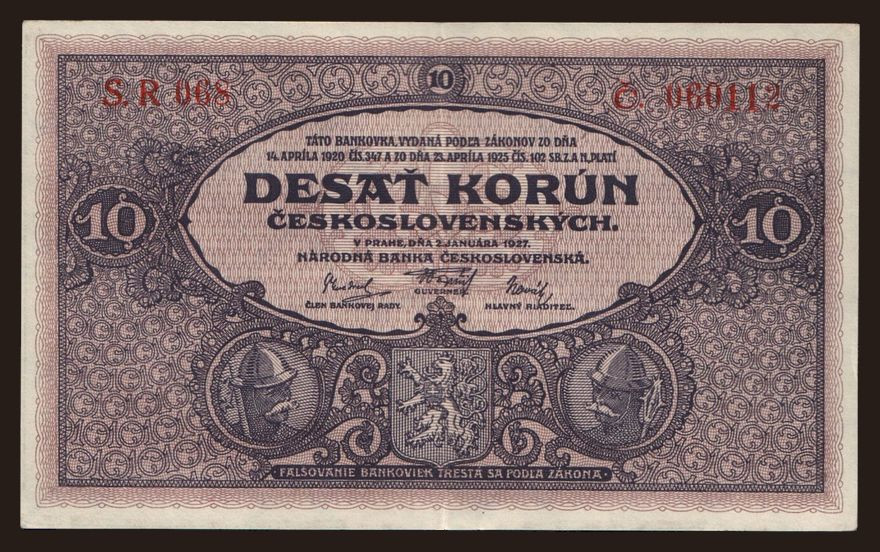 10
S. R 068
Č. 060112
TÁTO BANKOVKA, VYDANÁ PODĽA ZÁKONOV ZO DŇA
14. APRÍLA 1920 ČÍS. 347 A ZO DŇA 23. APRÍLA 1925 ČÍS. 102 SB. Z. A N. PLATÍ
DESAŤ KORÚN
ČESKOSLOVENSKÝCH.
10
10
V PRAHE, DŇA 2. JANUÁRA 1927.
NÁRODNÁ BANKA ČESKOSLOVENSKÁ.
GUVERNER
ČLEN BANKOVEJ RADY.
HLAVNÝ RIADITEĽ.
FALŠOVANIE BANKOVIEK TRESTÁ SA PODĽA ZÁKONA